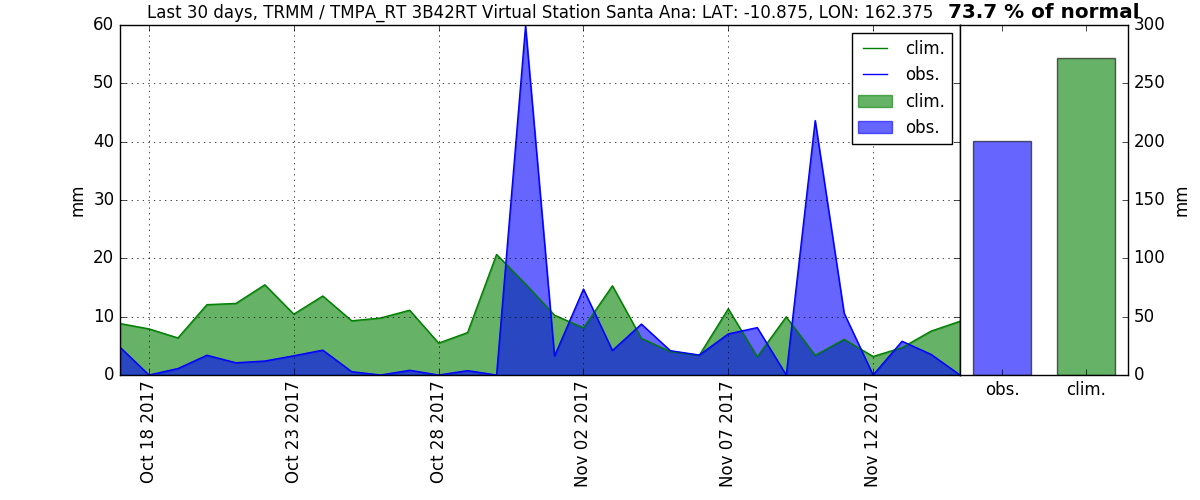 Last 30 days, TRMM / TMPA_RT 3B42RT Virtual Station Santa Ana: LAT: -10.875, LON: 162.375
73.7 % of normal
60
50
40
30
20
10
0
mm
clim.
obs.
clim.
obs.
300
250
200
150
100
50
0
mm
Oct 18 2017
Oct 23 2017
Oct 28 2017
Nov 02 2017
Nov 07 2017
Nov 12 2017
obs.
clim.